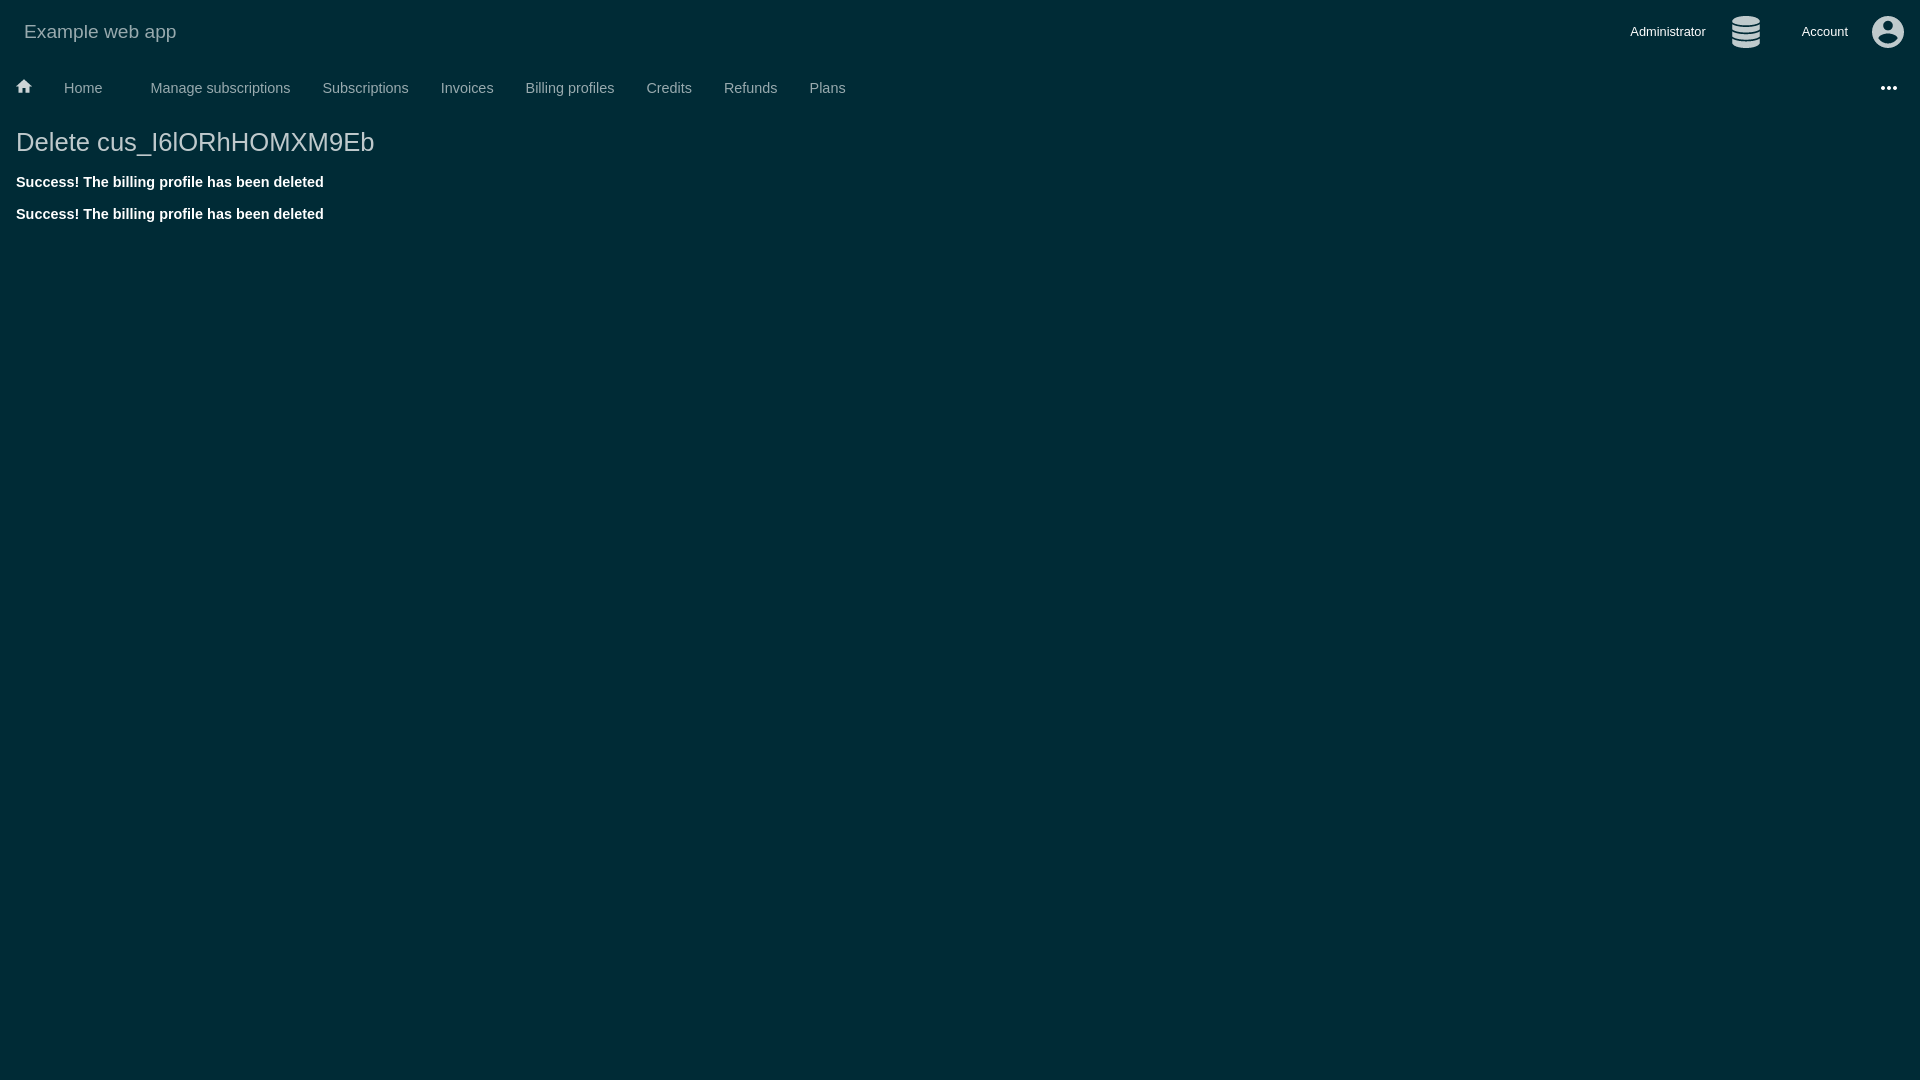 Example web app
Administrator
Account
Home
Manage subscriptions
Subscriptions
Invoices
Billing profiles
Credits
Refunds
Plans
Delete cus_I6lORhHOMXM9Eb
Success! The billing profile has been deleted
Success! The billing profile has been deleted